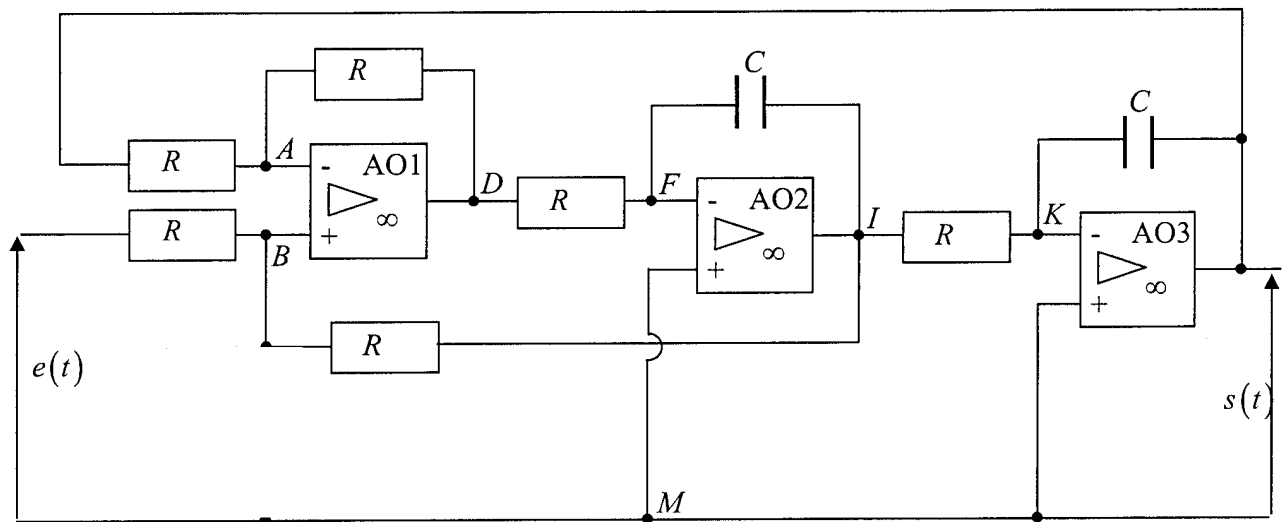 C
R
C
R
A
-
AO1
∞
+
D
R
F
-
AO2
∞
+
I
R
K
-
AO3
∞
+
R
B
R
e(t)
s(t)
M